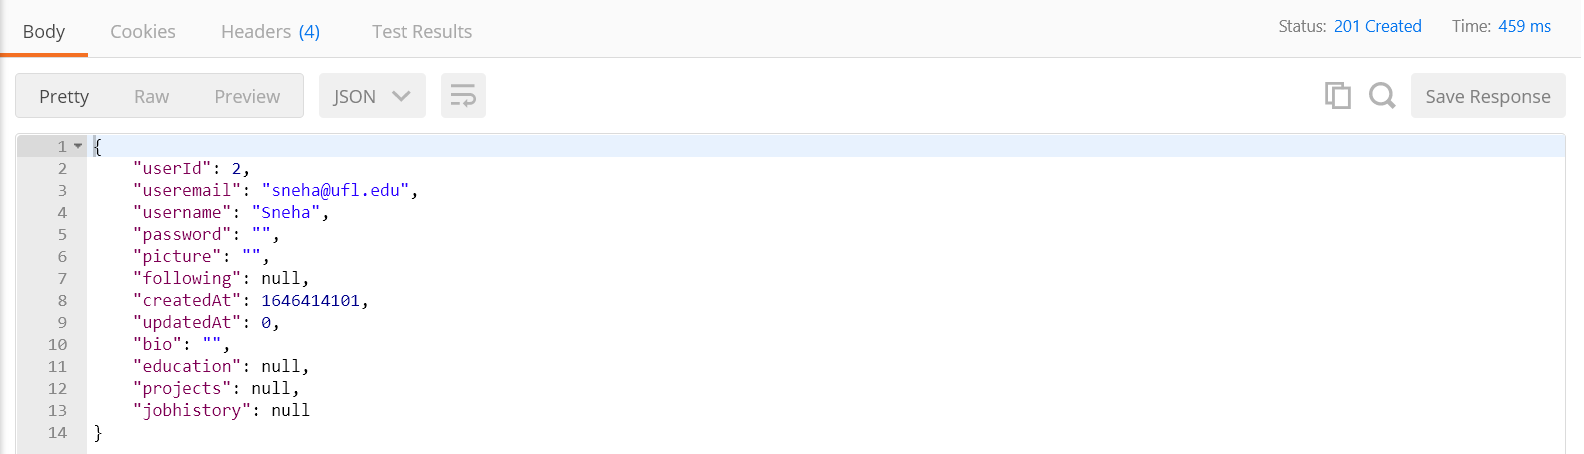 Body Cookies Headers (4) Test Results Status: 201 Created Time: 459 ms
Pretty Raw Preview JSON Save Response
1 {
2 "userId": 2,
3 "useremail": "sneha@ufl.edu",
4 "username": "Sneha",
5 "password": "",
6 "picture": "",
7 "following": null,
8 "createdAt": 1646414101,
9 "updatedAt": 0,
10 "bio": "",
11 "education": null,
12 "projects": null,
13 "jobhistory": null
14 }